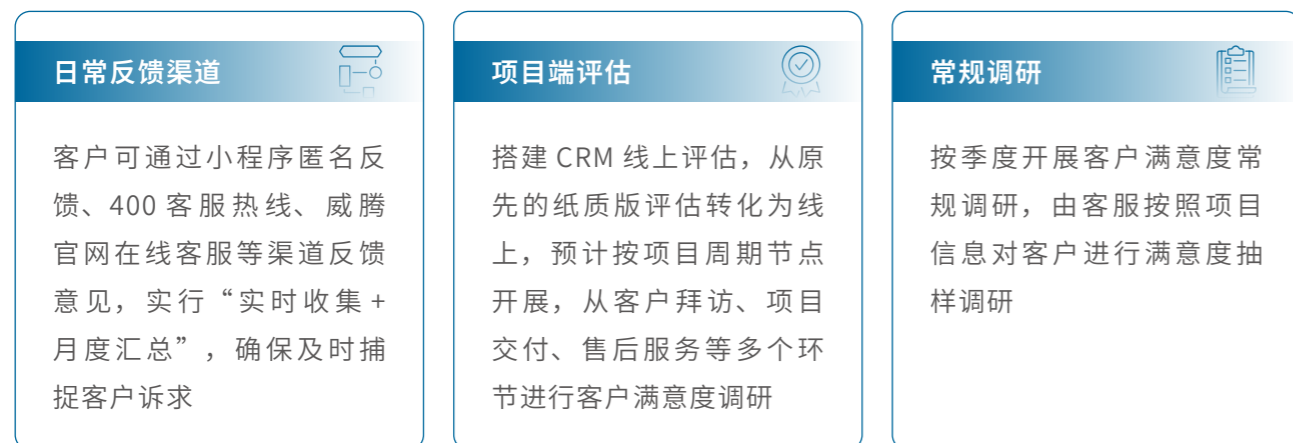 日常反馈渠道
客户可通过小程序匿名反
馈、400 客服热线、威腾
官网在线客服等渠道反馈
意见，实行“实时收集 +
月度汇总”，确保及时捕
捉客户诉求
项目端评估
搭建 CRM 线上评估，从原
先的纸质版评估转化为线
上，预计按项目周期节点
开展，从客户拜访、项目
交付、售后服务等多个环
节进行客户满意度调研
常规调研
按季度开展客户满意度常
规调研，由客服按照项目
信息对客户进行满意度抽
样调研